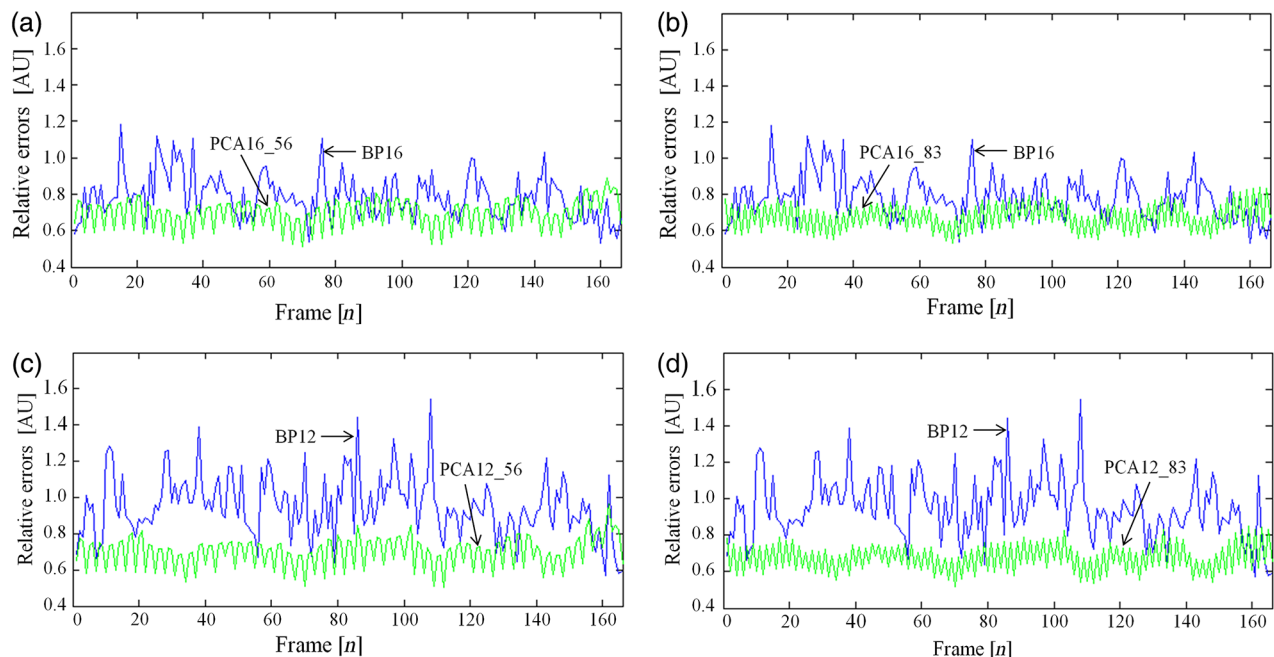 (a)
Relative errors [AU]
1.6
1.4
1.2
1.0
0.8
0.6
0.4
PCA16_56
BP16
0 20 40 60 80 100 120 140 160
Frame [n]
(b)
Relative errors [AU]
1.6
1.4
1.2
1.0
0.8
0.6
0.4
PCA16_83
BP16
0 20 40 60 80 100 120 140 160
Frame [n]
(c)
Relative errors [AU]
1.6
1.4
1.2
1.0
0.8
0.6
0.4
BP12
PCA12_56
0 20 40 60 80 100 120 140 160
Frame [n]
(d)
Relative errors [AU]
1.6
1.4
1.2
1.0
0.8
0.6
0.4
BP12
PCA12_83
0 20 40 60 80 100 120 140 160
Frame [n]